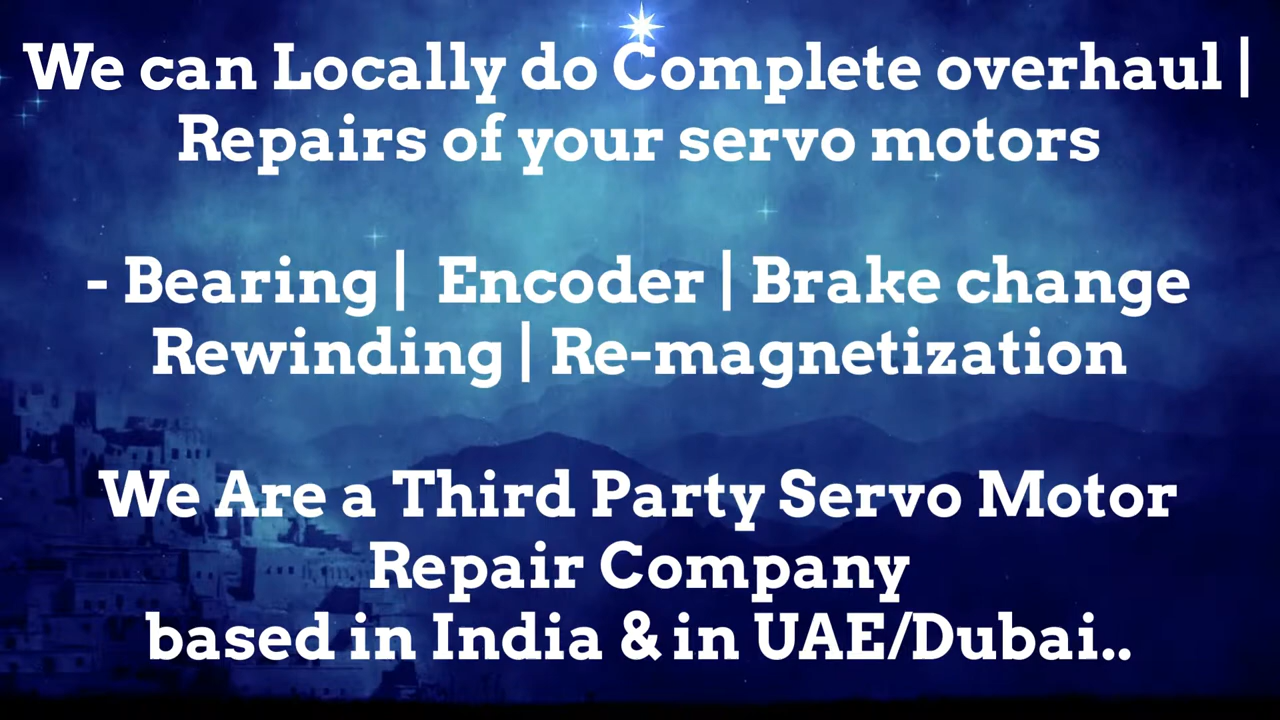 We can Locally do Complete overhaul |
Repairs of your servo motors
- Bearing | Encoder | Brake change
Rewinding | Re-magnetization
We Are a Third Party Servo Motor
Repair Company
based in India & in UAE/Dubai..